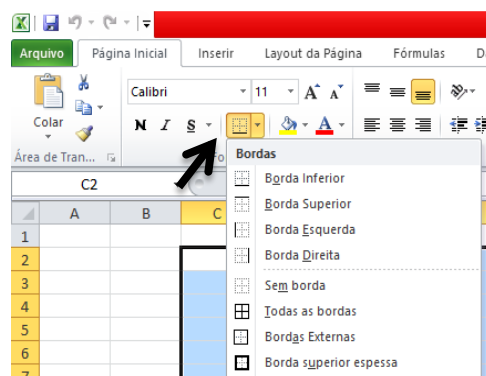 Arquivo Página Inicial Inserir Layout da Página Fórmulas D
Calibri 11 A A
Colar N I S A
Área de Tran... Fo
C2
Bordas
Borda Inferior
Borda Superior
Borda Esquerda
Borda Direita
Sem borda
Todas as bordas
Bordas Externas
Borda superior espessa
A B C
1
2
3
4
5
6
7